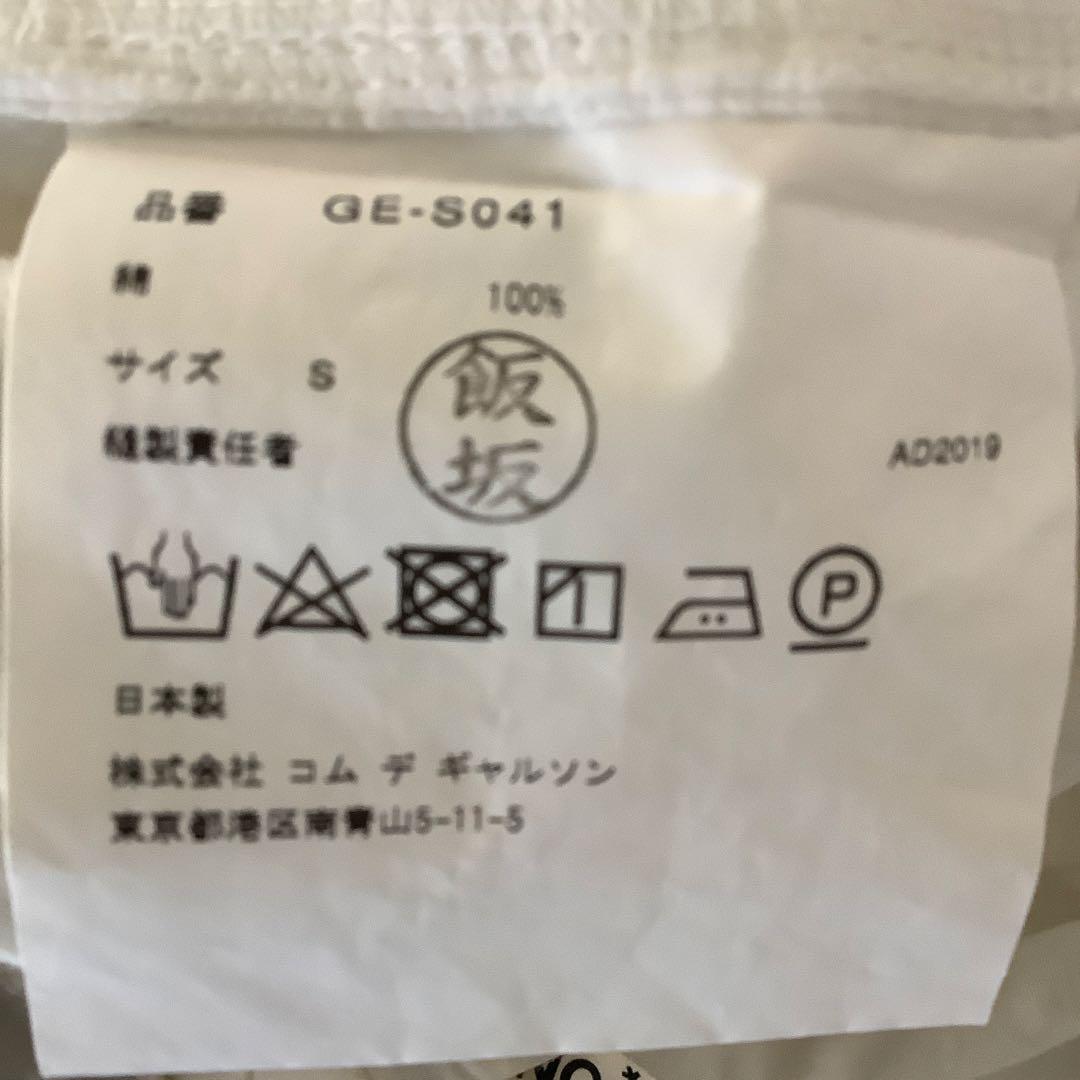 品番 GE-S041
綿 100%
サイズ S
飯坂
縫製責任者
AD2019
P
日本製
株式会社 コム デ ギャルソン
東京都港区南青山5-11-5